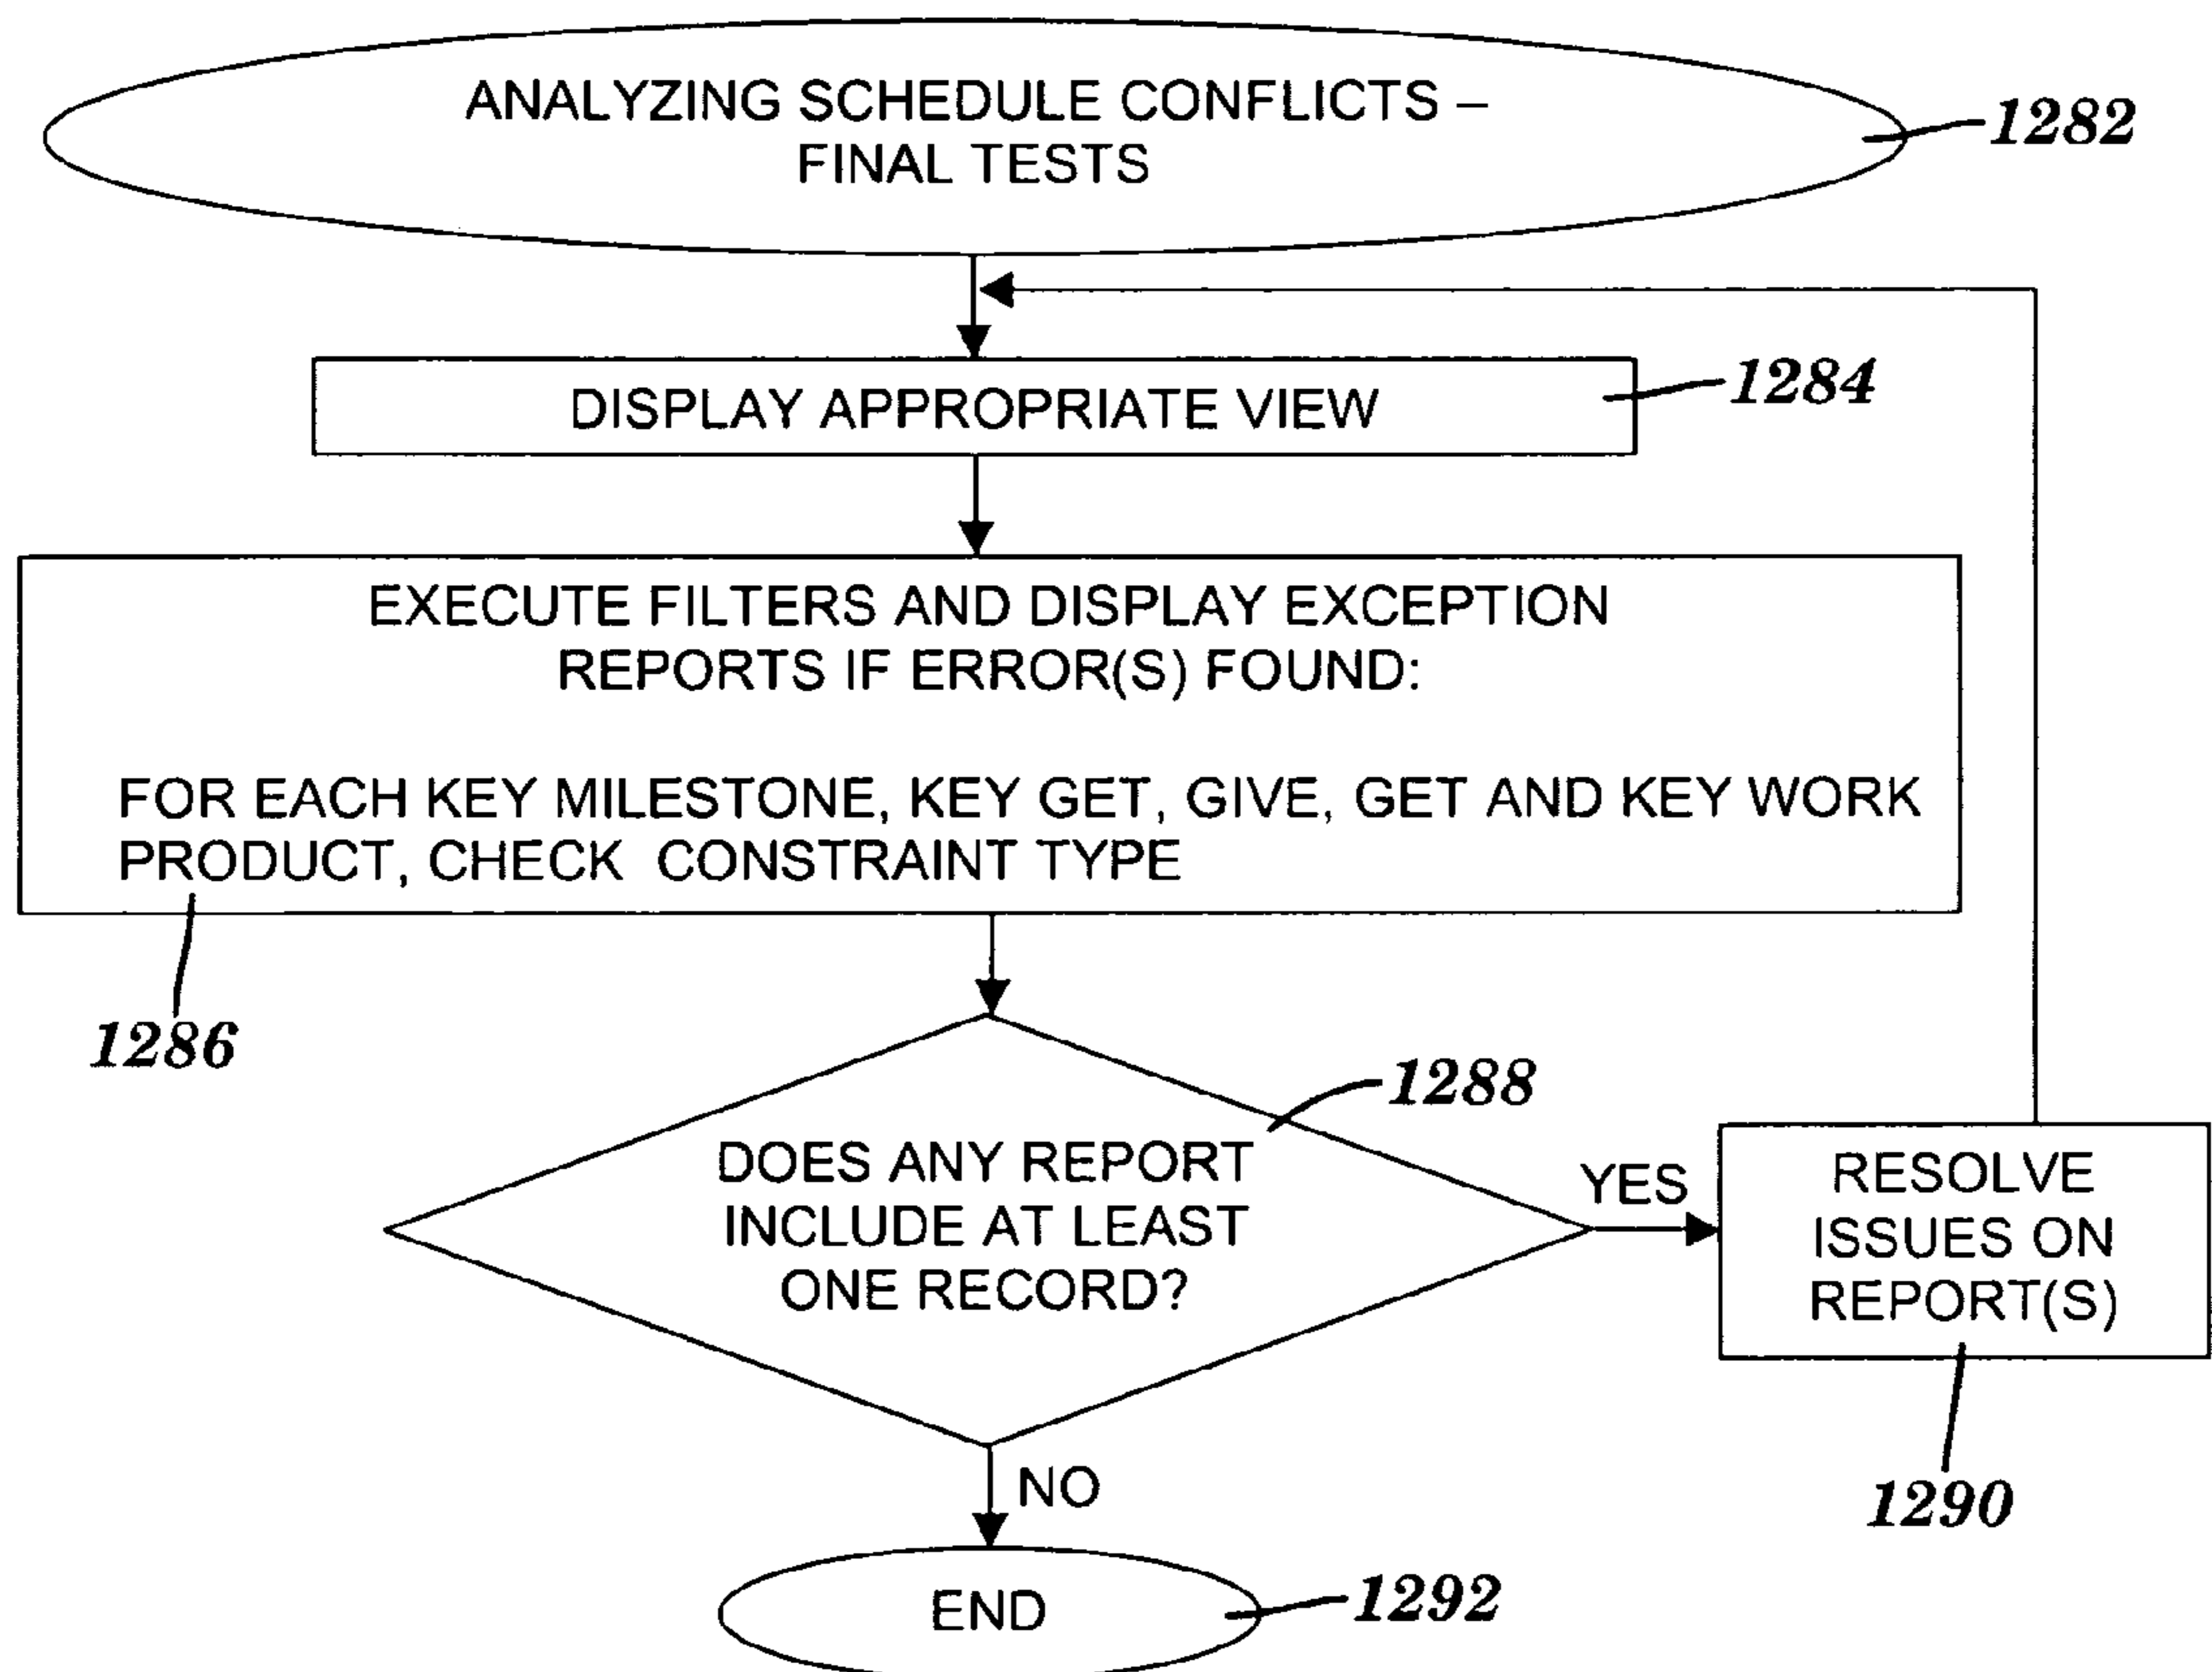 ANALYZING SCHEDULE CONFLICTS –
FINAL TESTS
1282
DISPLAY APPROPRIATE VIEW
1284
EXECUTE FILTERS AND DISPLAY EXCEPTION
REPORTS IF ERROR(S) FOUND:
FOR EACH KEY MILESTONE, KEY GET, GIVE, GET AND KEY WORK
PRODUCT, CHECK CONSTRAINT TYPE
1286
1288
DOES ANY REPORT
INCLUDE AT LEAST
ONE RECORD?
YES
RESOLVE
ISSUES ON
REPORT(S)
1290
NO
END
1292